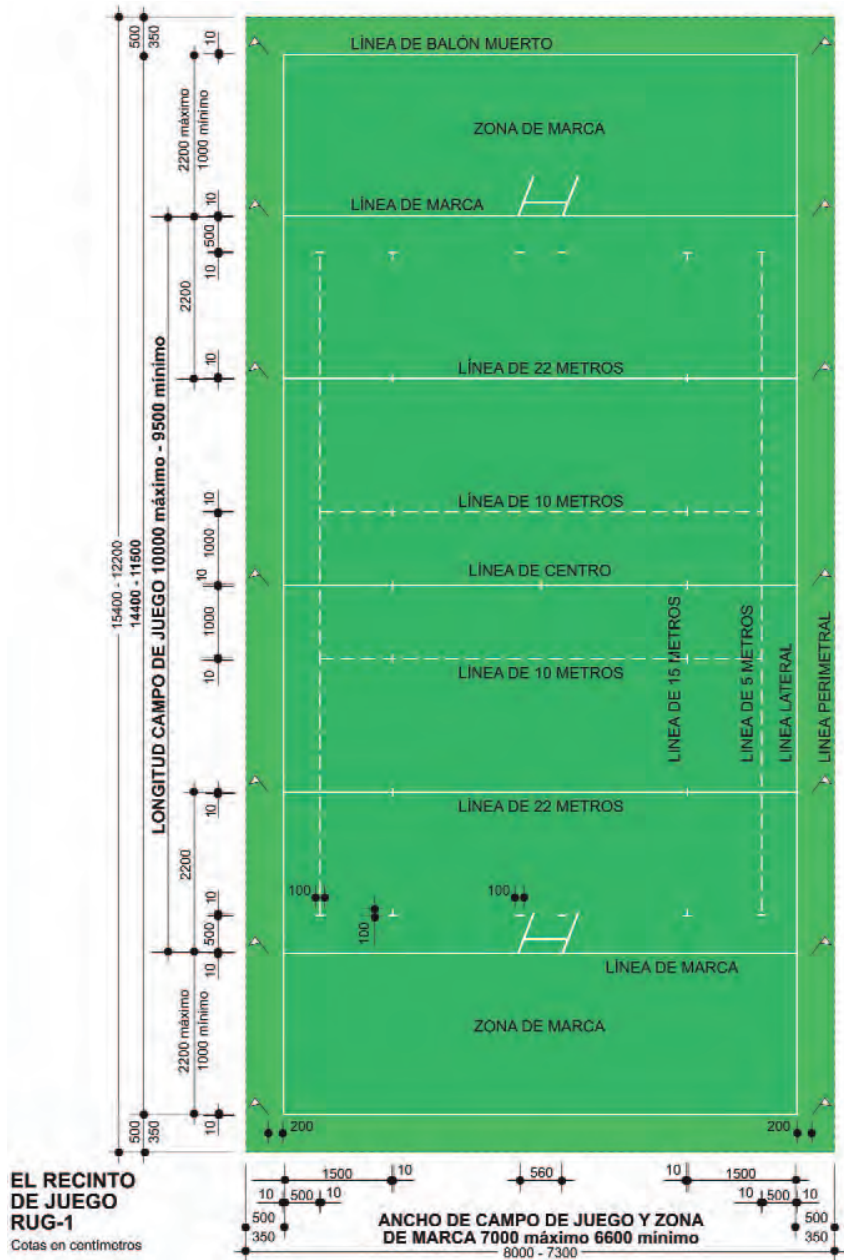 500
350
10
LÍNEA DE BALÓN MUERTO
2200 máximo
1000 mínimo
ZONA DE MARCA
10
LÍNEA DE MARCA
500
10
2200
10
LÍNEA DE 22 METROS
15400 - 12200
14400 - 11500
LONGITUD CAMPO DE JUEGO 10000 máximo - 9500 mínimo
10
LÍNEA DE 10 METROS
1000
10
LÍNEA DE CENTRO
1000
10
LÍNEA DE 10 METROS
LINEA DE 15 METROS
LINEA DE 5 METROS
LINEA LATERAL
LINEA PERIMETRAL
10
LÍNEA DE 22 METROS
2200
10
100
100
100
500
10
LÍNEA DE MARCA
2200 máximo
1000 mínimo
ZONA DE MARCA
10
500
350
200
200
EL RECINTO
DE JUEGO
RUG-1
Cotas en centímetros
1500
10
560
10
1500
10
500
10
10
500
10
500
350
ANCHO DE CAMPO DE JUEGO Y ZONA
DE MARCA 7000 máximo 6600 mínimo
500
350
8000 - 7300